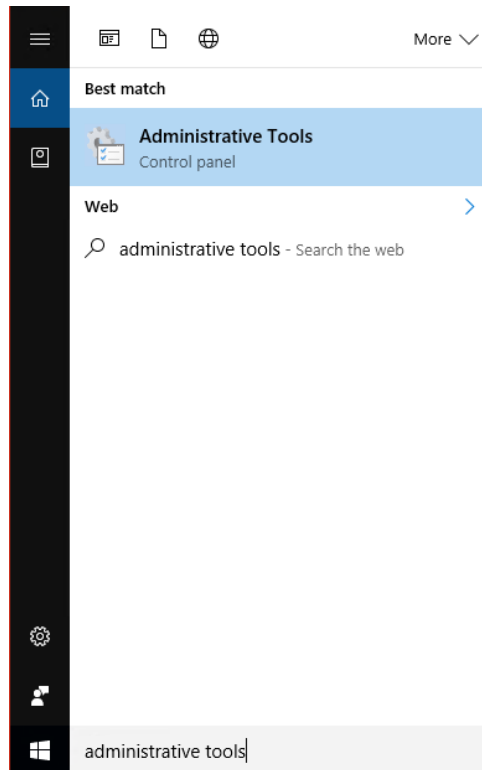 More
Best match
Administrative Tools
Control panel
Web
administrative tools - Search the web
administrative tools